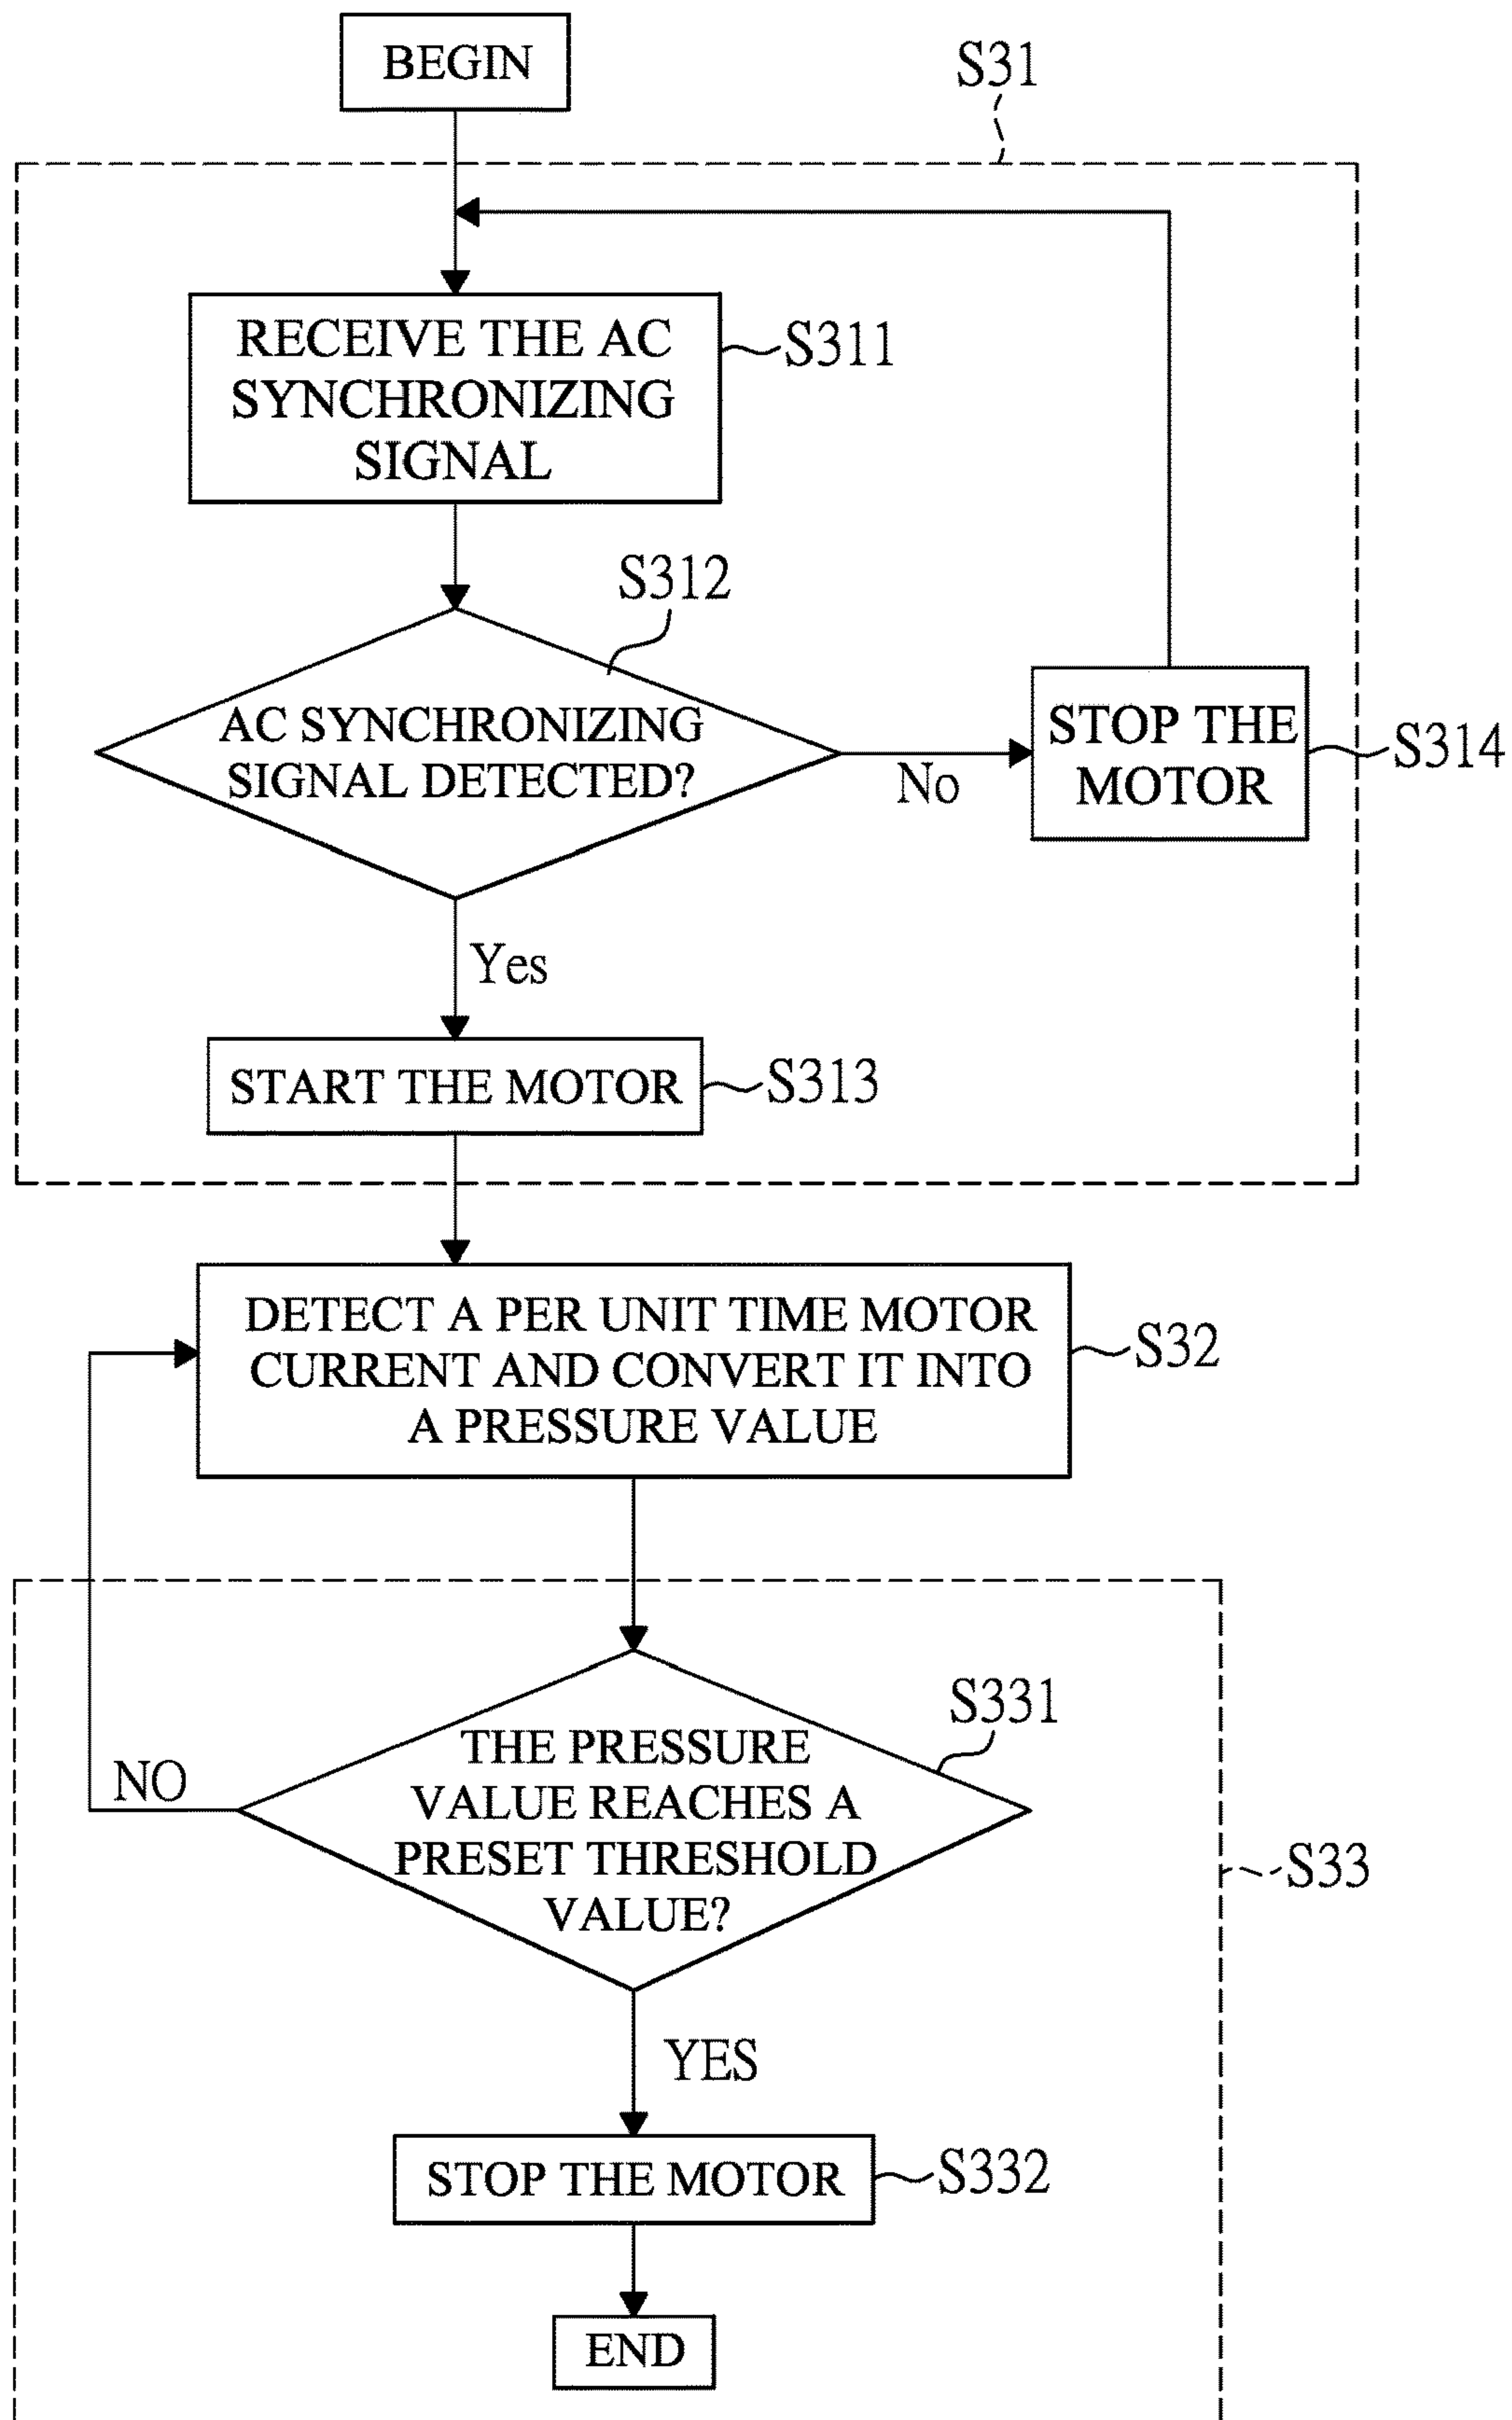 BEGIN
S31
RECEIVE THE AC
SYNCHRONIZING
SIGNAL
S311
S312
AC SYNCHRONIZING
SIGNAL DETECTED?
No
STOP THE
MOTOR
S314
Yes
START THE MOTOR
S313
DETECT A PER UNIT TIME MOTOR
CURRENT AND CONVERT IT INTO
A PRESSURE VALUE
S32
S331
THE PRESSURE
VALUE REACHES A
PRESET THRESHOLD
VALUE?
NO
S33
YES
STOP THE MOTOR
S332
END